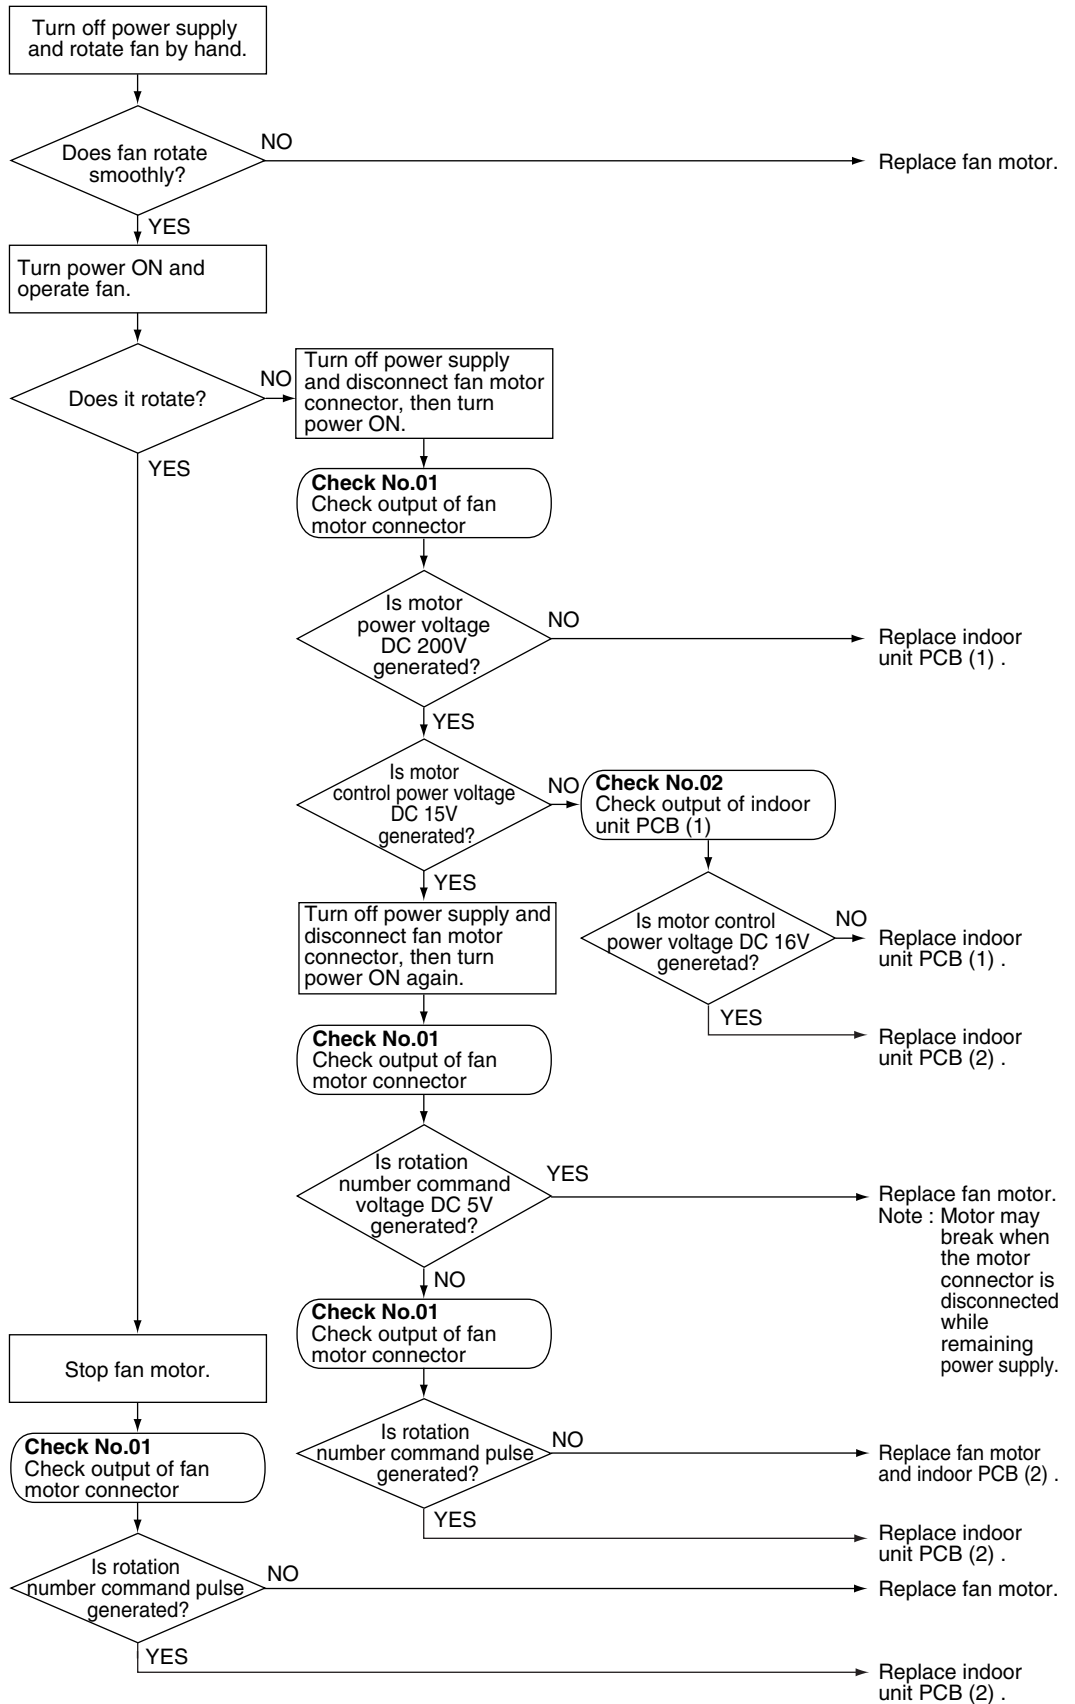 Turn off power supply
and rotate fan by hand.
Does fan rotate
smoothly?
NO
Replace fan motor.
YES
Turn power ON and
operate fan.
Does it rotate?
NO
Turn off power supply
and disconnect fan motor
connector, then turn
power ON.
YES
Check No.01
Check output of fan
motor connector
Is motor
power voltage
DC 200V
generated?
NO
Replace indoor
unit PCB (1) .
YES
Is motor
control power voltage
DC 15V
generated?
NO
Check No.02
Check output of indoor
unit PCB (1)
YES
Is motor control
power voltage DC 16V
generetad?
NO
Replace indoor
unit PCB (1) .
YES
Replace indoor
unit PCB (2) .
Turn off power supply and
disconnect fan motor
connector, then turn
power ON again.
Check No.01
Check output of fan
motor connector
Is rotation
number command
voltage DC 5V
generated?
YES
Replace fan motor.
Note : Motor may
break when
the motor
connector is
disconnected
while
remaining
power supply.
NO
Check No.01
Check output of fan
motor connector
Is rotation
number command pulse
generated?
NO
Replace fan motor
and indoor PCB (2) .
YES
Replace indoor
unit PCB (2) .
Stop fan motor.
Check No.01
Check output of fan
motor connector
Is rotation
number command pulse
generated?
NO
Replace fan motor.
YES
Replace indoor
unit PCB (2) .